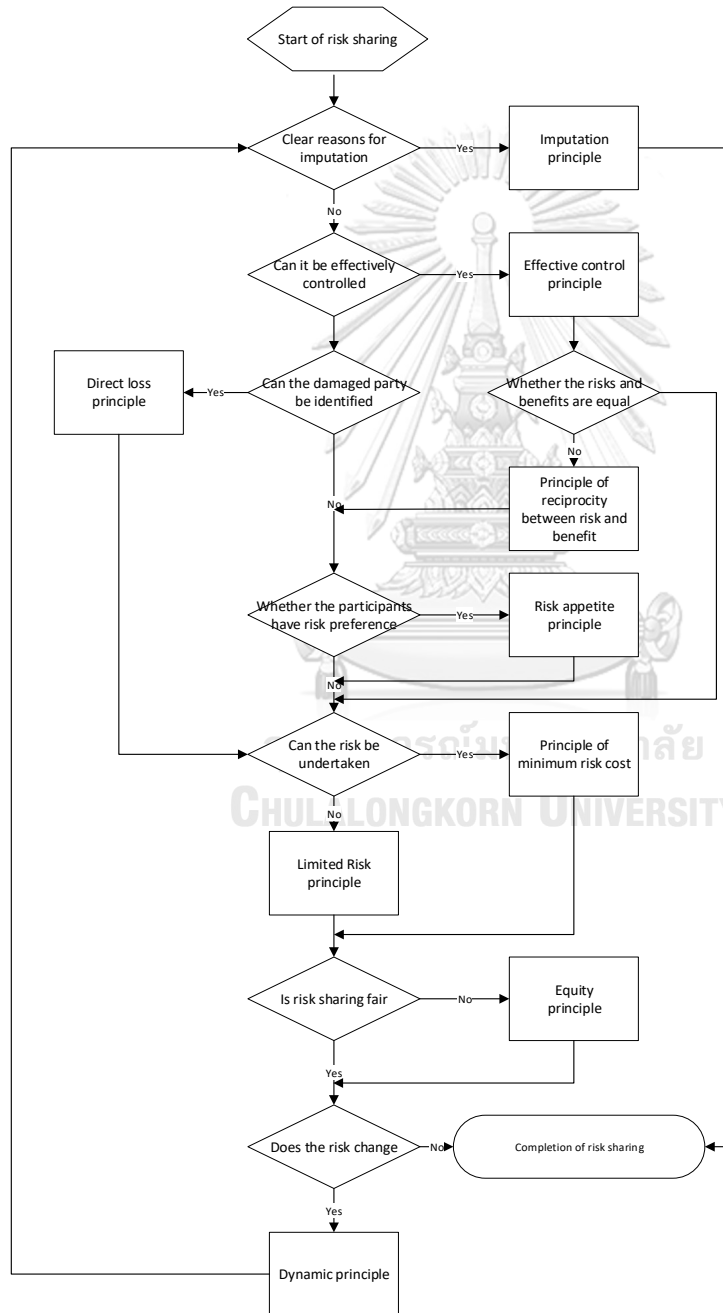 Start of risk sharing
Clear reasons for
imputation
Yes
Imputation
principle
No
Can it be effectively
controlled
Yes
Effective control
principle
Direct loss
principle
Yes
Can the damaged party
be identified
Whether the risks and
benefits are equal
No
No
Principle of
reciprocity
between risk and
benefit
Whether the participants
have risk preference
Yes
Risk appetite
principle
No
Can the risk be
undertaken
Yes
Principle of
minimum risk cost
No
CHULALONGKORN UNIVERSITY
Limited Risk
principle
Is risk sharing fair
No
Equity
principle
Yes
Does the risk change
No
Completion of risk sharing
Yes
Dynamic principle